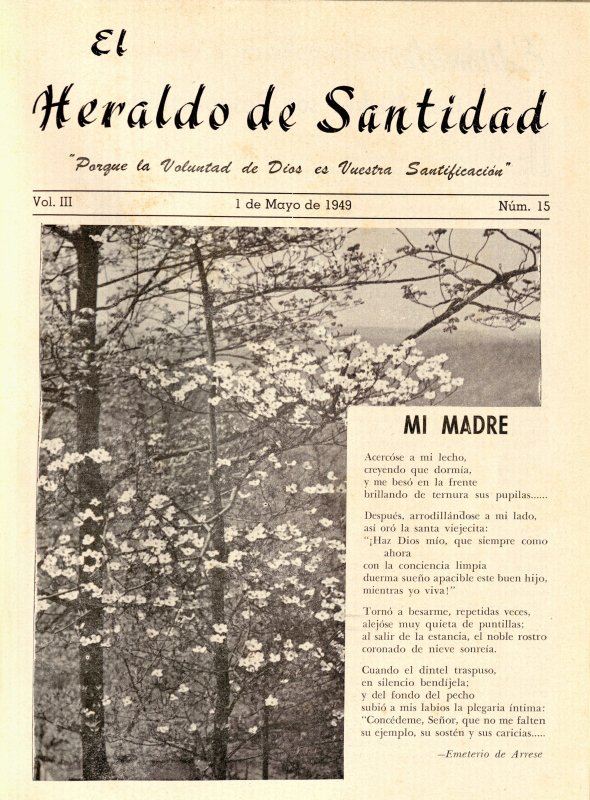 El
Heraldo de Santidad
"Porque la Voluntad de Dios es Vuestra Santificación"
Vol. III
1 de Mayo de 1949
Núm. 15
MI MADRE
Acercóse a mi lecho,
creyendo que dormía,
y me besó en la frente
brillando de ternura sus pupilas......
Después, arrodillándose a mi lado,
así oró la santa viejecita:
"¡Haz Dios mío, que siempre como
ahora
con la conciencia limpia
duerma sueño apacible este buen hijo,
mientras yo viva!"
Tornó a besarme, repetidas veces,
alejóse muy quieta de puntillas;
al salir de la estancia, el noble rostro
coronado de nieve sonreía.
Cuando el dintel traspuso,
en silencio bendíjela;
y del fondo del pecho
subió a mis labios la plegaria íntima:
"Concédeme, Señor, que no me falten
su ejemplo, su sostén y sus caricias.....
—Emeterio de Arrese